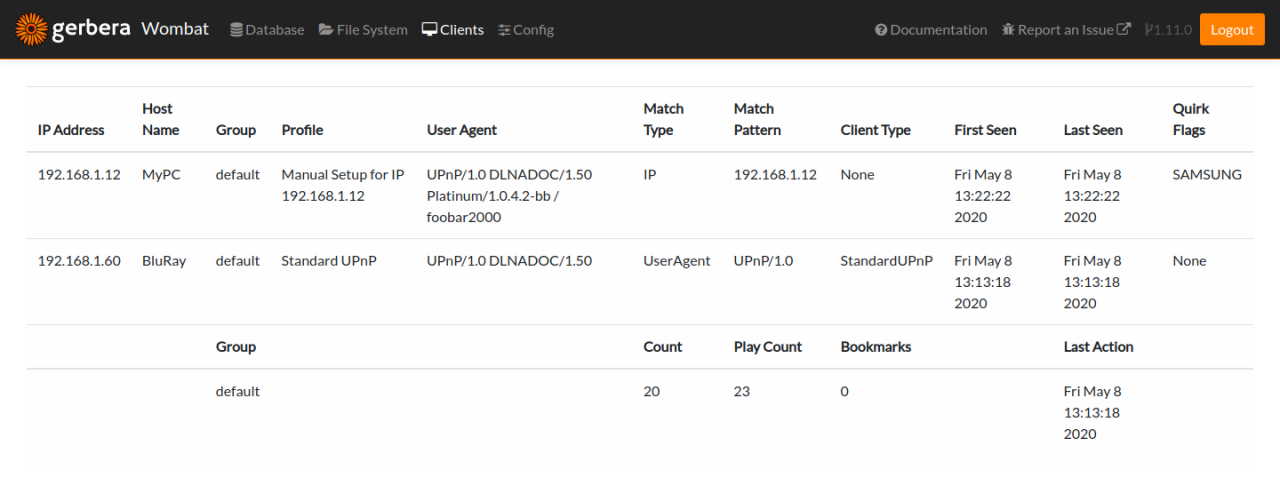 gerbera Wombat Database File System Clients Config Documentation Report an Issue 1.11.0 Logout
IP Address Host Name Group Profile User Agent Match Type Match Pattern Client Type First Seen Last Seen Quirk Flags
192.168.1.12 MyPC default Manual Setup for IP UPnP/1.0 DLNADOC/1.50 IP 192.168.1.12 None Fri May 8 Fri May 8 SAMSUNG
192.168.1.12 Platinum/1.0.4.2-bb / 13:22:22 13:22:22
foobar2000 2020 2020
192.168.1.60 BluRay default Standard UPnP UPnP/1.0 DLNADOC/1.50 UserAgent UPnP/1.0 StandardUPnP Fri May 8 Fri May 8 None
13:13:18 13:13:18
2020 2020
Group Count Play Count Bookmarks Last Action
default 20 23 0 Fri May 8
13:13:18
2020